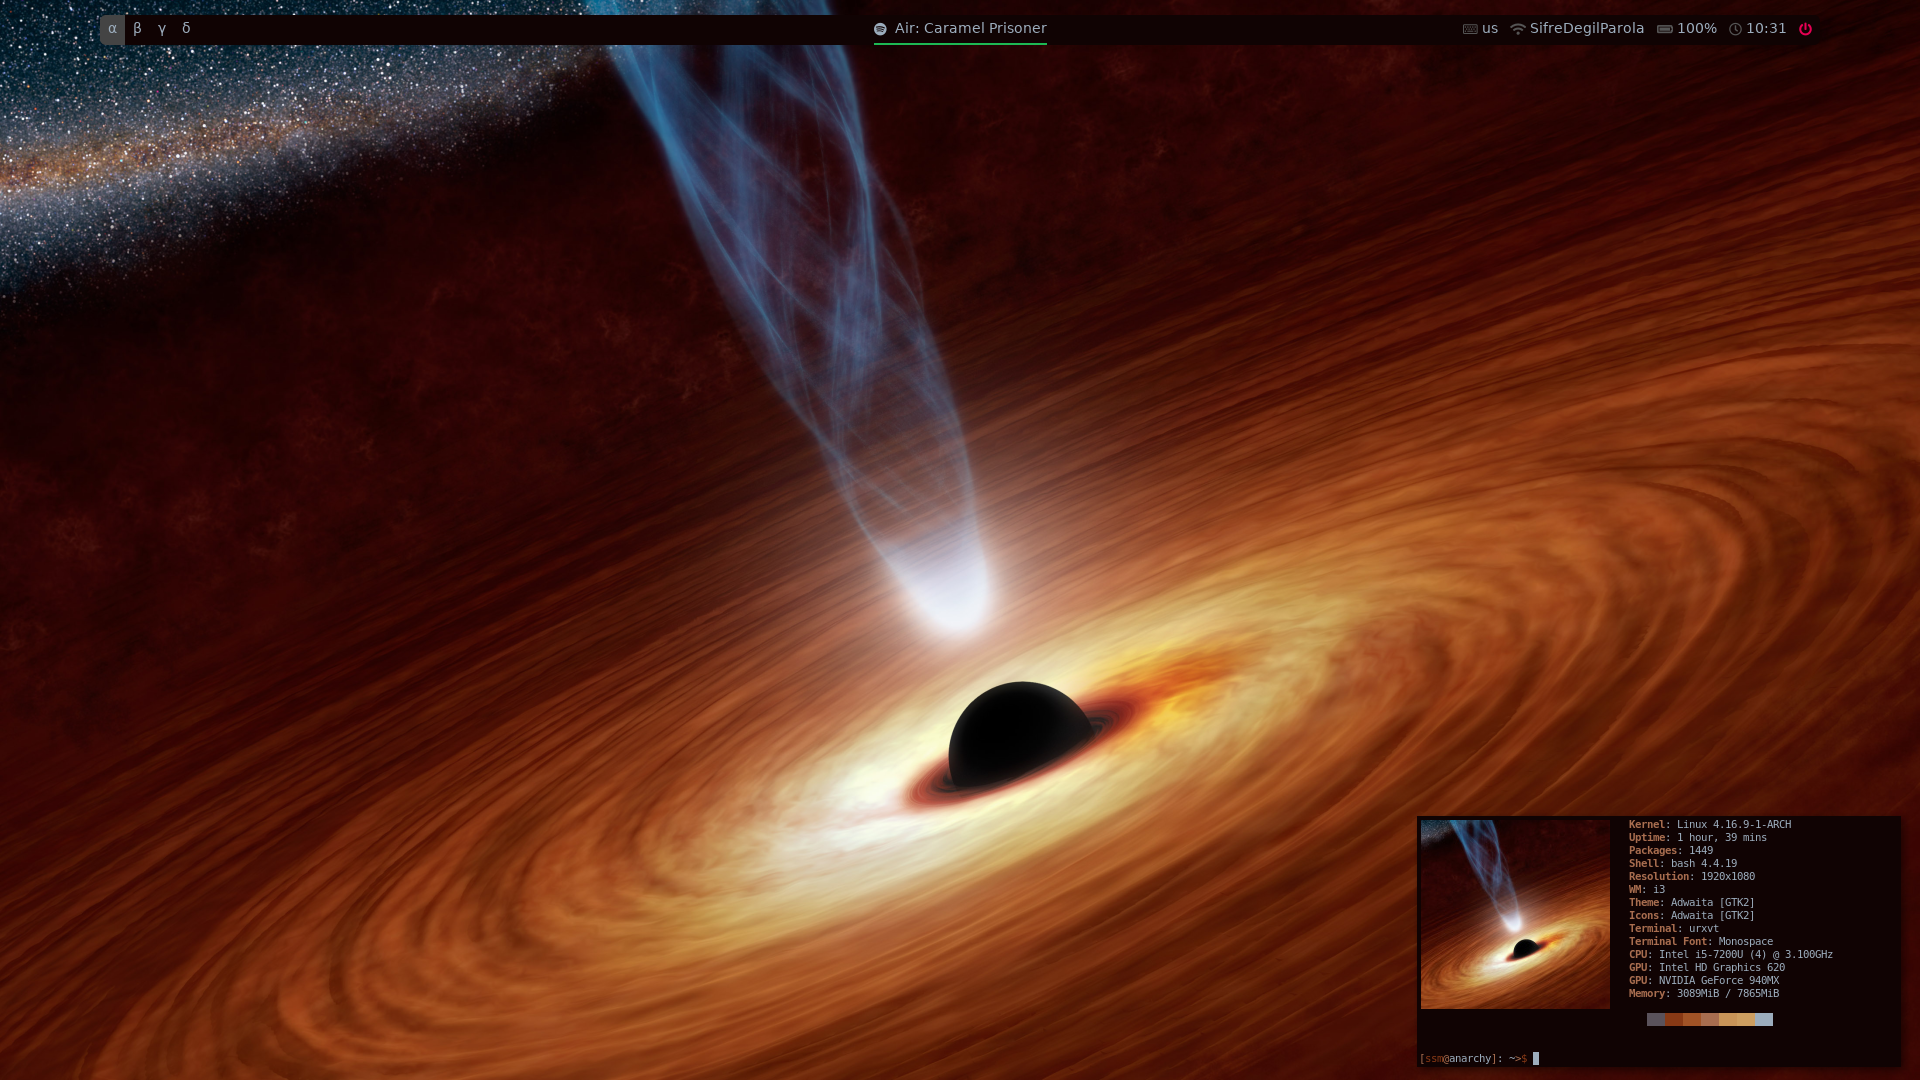 α β γ δ
Air: Caramel Prisoner
us SifreDegilParola 100% 10:31
Kernel: Linux 4.16.9-1-ARCH
Uptime: 1 hour, 39 mins
Packages: 1449
Shell: bash 4.4.19
Resolution: 1920x1080
WM: i3
Theme: Adwaita [GTK2]
Icons: Adwaita [GTK2]
Terminal: urxvt
Terminal Font: Monospace
CPU: Intel i5-7200U (4) @ 3.100GHz
GPU: Intel HD Graphics 620
GPU: NVIDIA GeForce 940MX
Memory: 3089MiB / 7865MiB
[ssm@anarchy]: ~>$